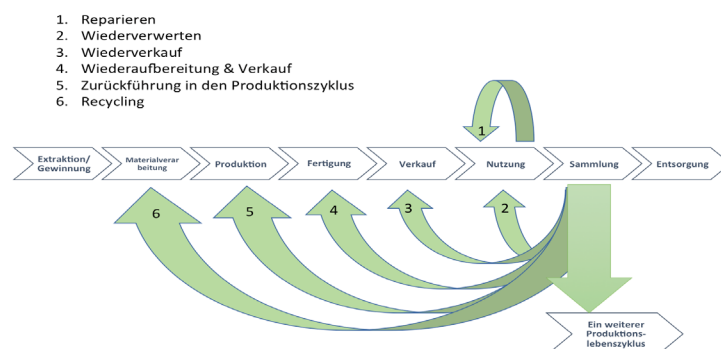 1. Reparieren
2. Wiederverwerten
3. Wiederverkauf
4. Wiederaufbereitung & Verkauf
5. Zurückführung in den Produktionszyklus
6. Recycling
1
Extraktion/
Gewinnung
Materialverar
beitung
Produktion
Fertigung
Verkauf
Nutzung
Sammlung
Entsorgung
6
5
4
3
2
Ein weiterer
Produktions-
lebenszyklus